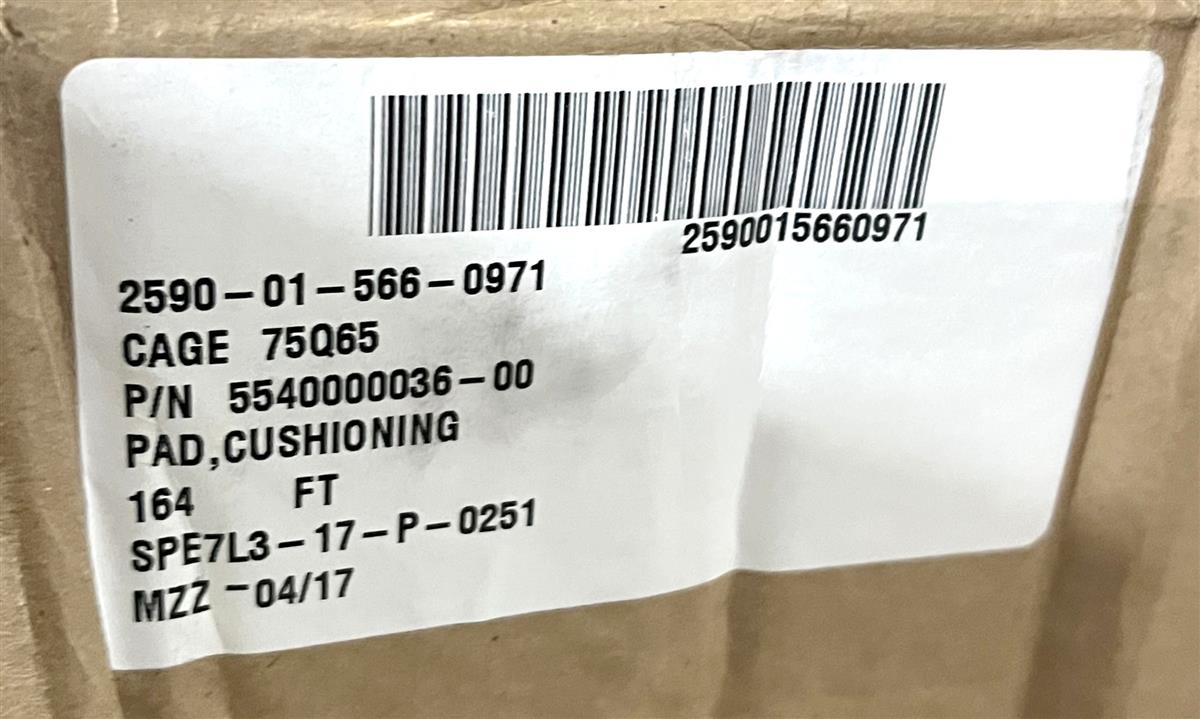 2590015660971
2590-01-566-0971
CAGE 75Q65
P/N 5540000036-00
PAD,CUSHIONING
164 FT
SPE7L3-17-P-0251
MZZ-04/17